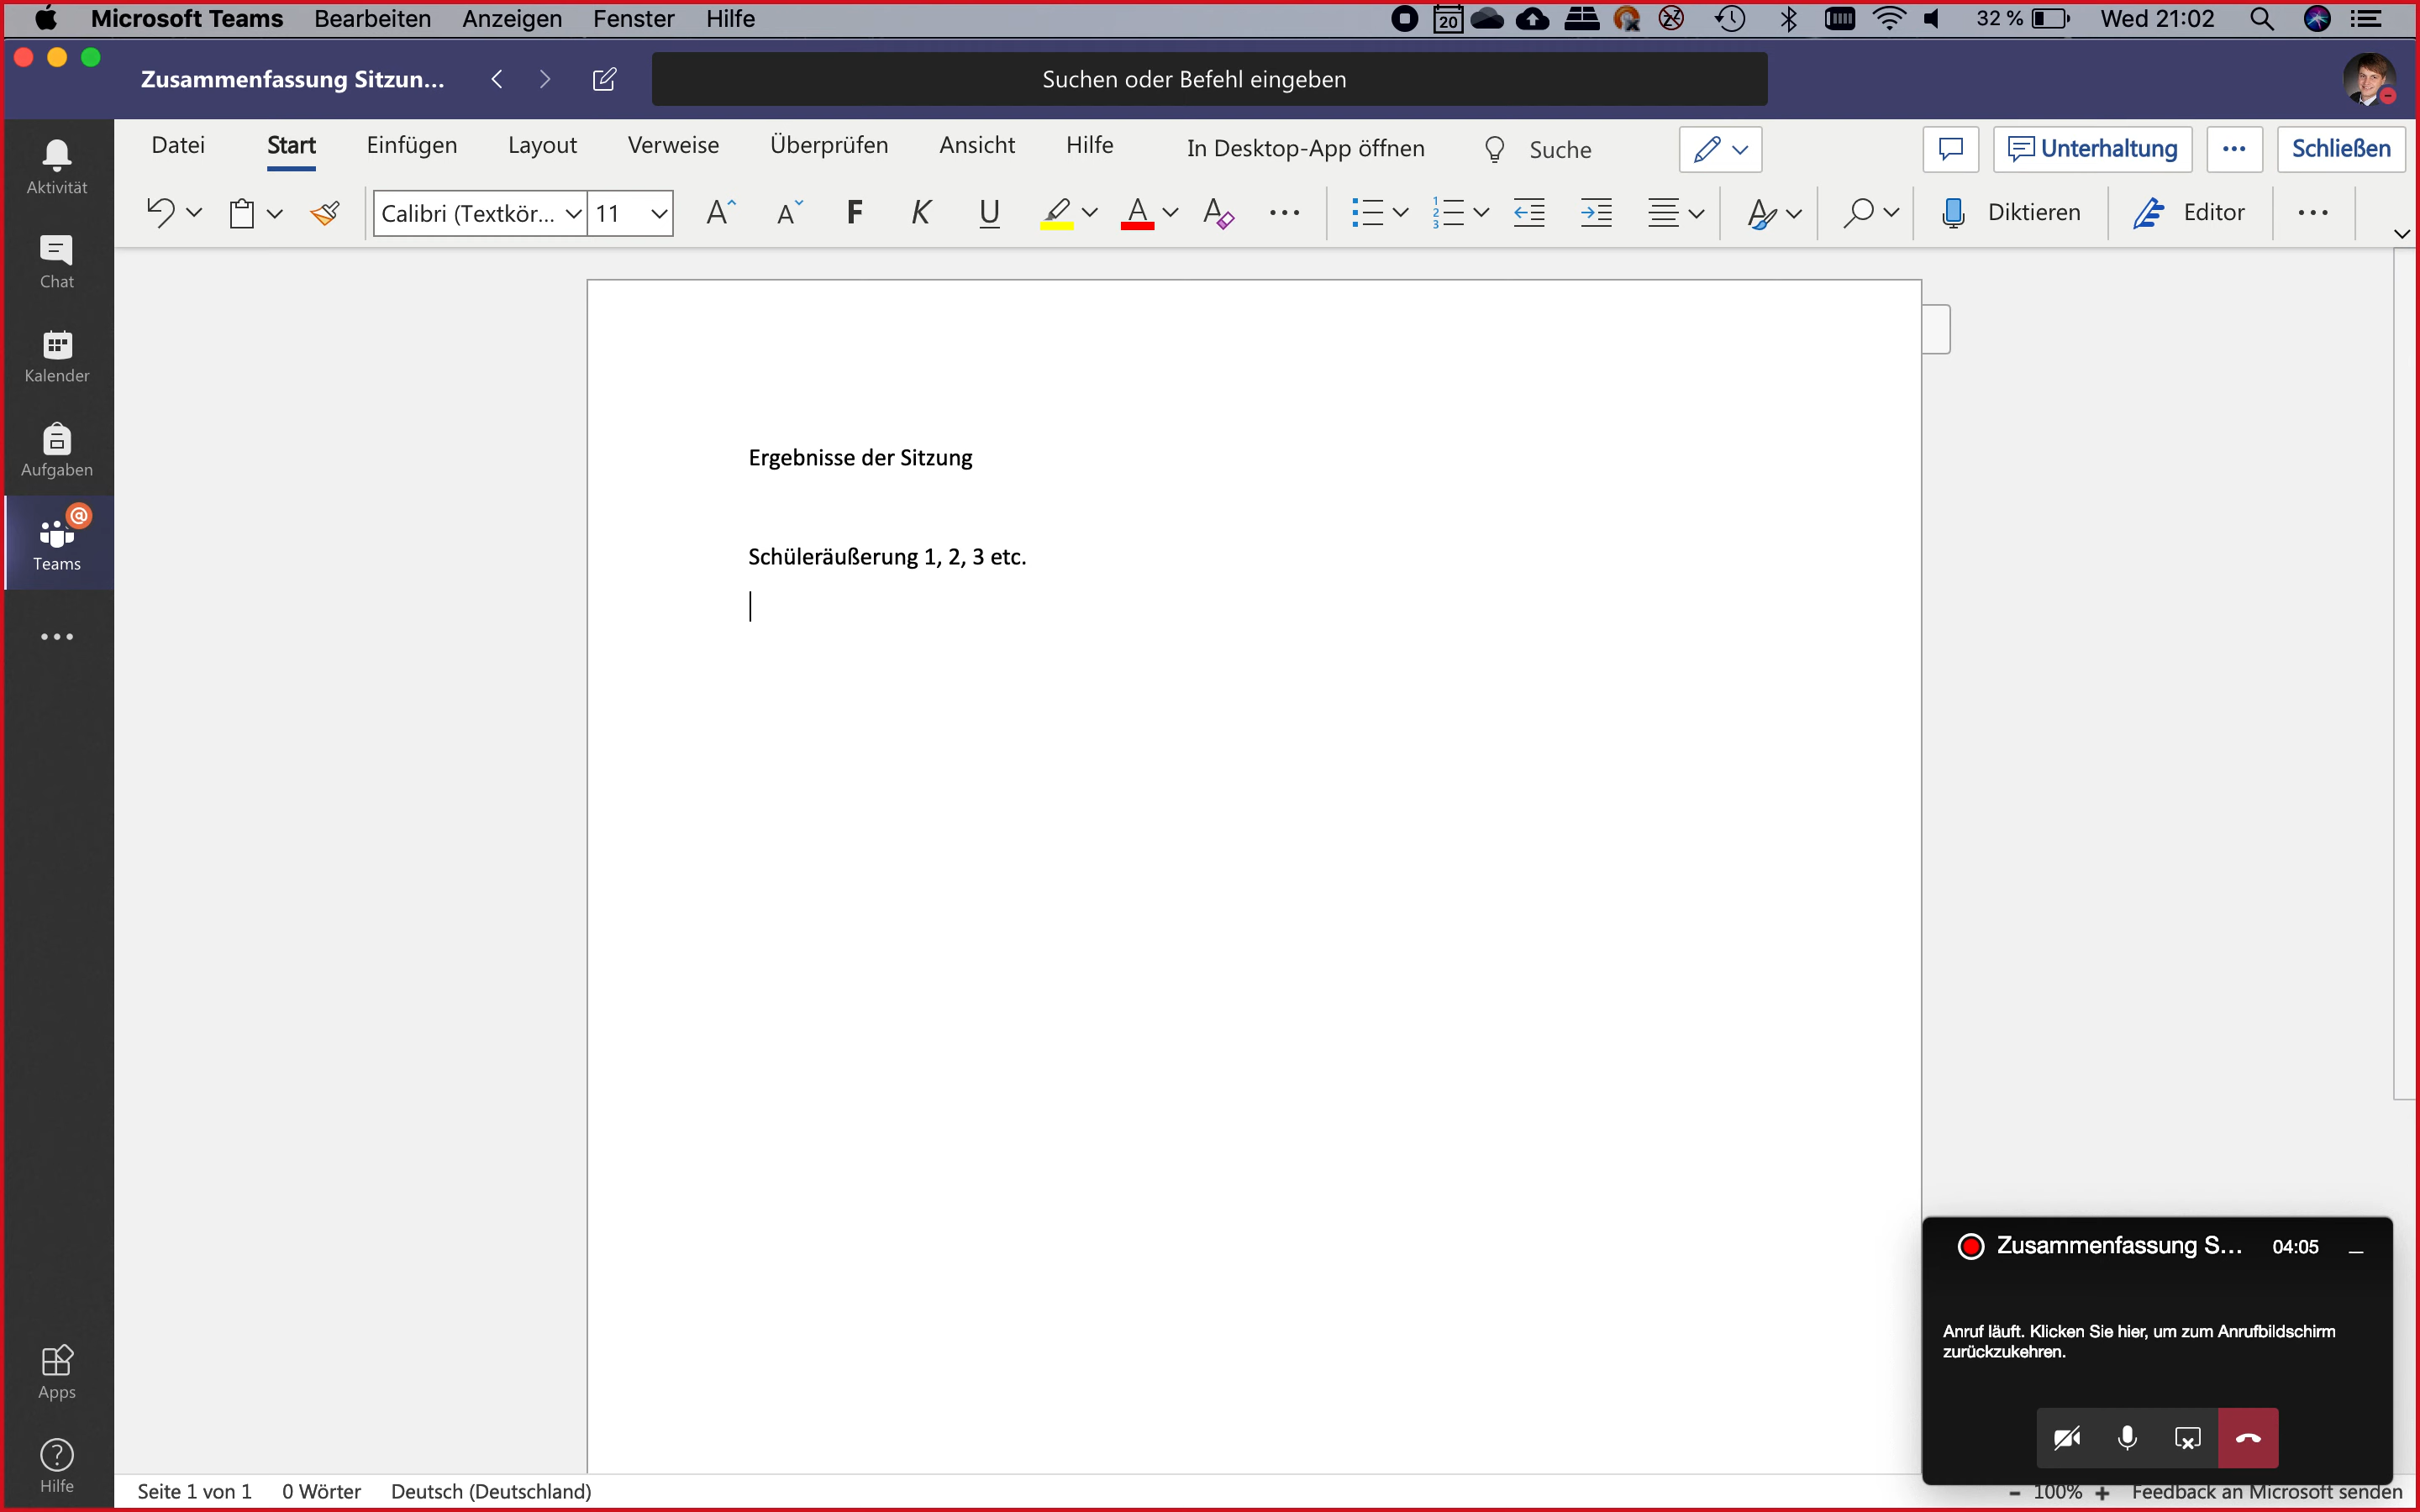 Microsoft Teams Bearbeiten Anzeigen Fenster Hilfe 20 32 % Wed 21:02
Zusammenfassung Sitzun... Suchen oder Befehl eingeben
Datei Start Einfügen Layout Verweise Überprüfen Ansicht Hilfe In Desktop-App öffnen Suche Unterhaltung Schließen
Calibri (Textkör... 11 A A F K U A A Diktieren Editor
Aktivität
Chat
Kalender
Aufgaben
@
Teams
Apps
Hilfe
Ergebnisse der Sitzung
Schüleräußerung 1, 2, 3 etc.
Zusammenfassung S... 04:05
Anruf läuft. Klicken Sie hier, um zum Anrufbildschirm
zurückzukehren.
Seite 1 von 1 0 Wörter Deutsch (Deutschland) - 100% + Feedback an Microsoft senden